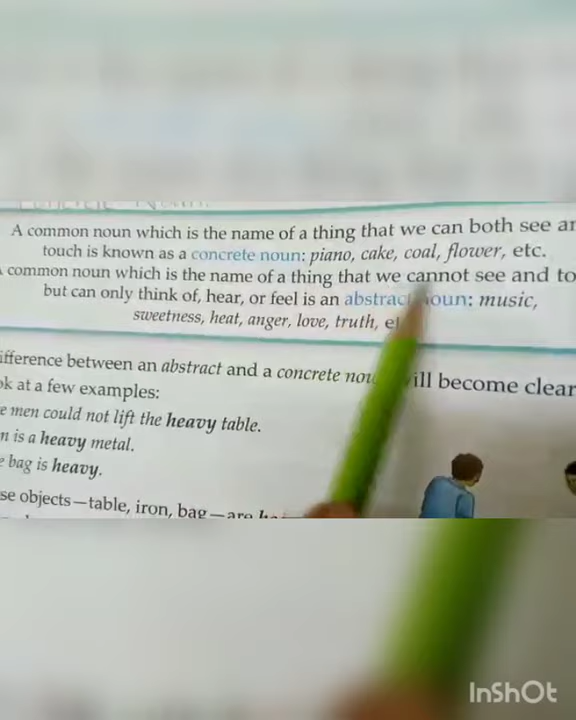 A common noun which is the name of a thing that we can both see
touch is known as a concrete noun: piano, cake, coal, flower, etc.
common noun which is the name of a thing that we cannot see and to
but can only think of, hear, or feel is an abstract noun: music,
sweetness, heat, anger, love, truth,
ifference between an abstract and a concrete ill become clear
ok at a few examples:
e men could not lift the heavy table.
n is a heavy metal.
e bag is heavy.
se objects—table, iron, bag—are
InShOt